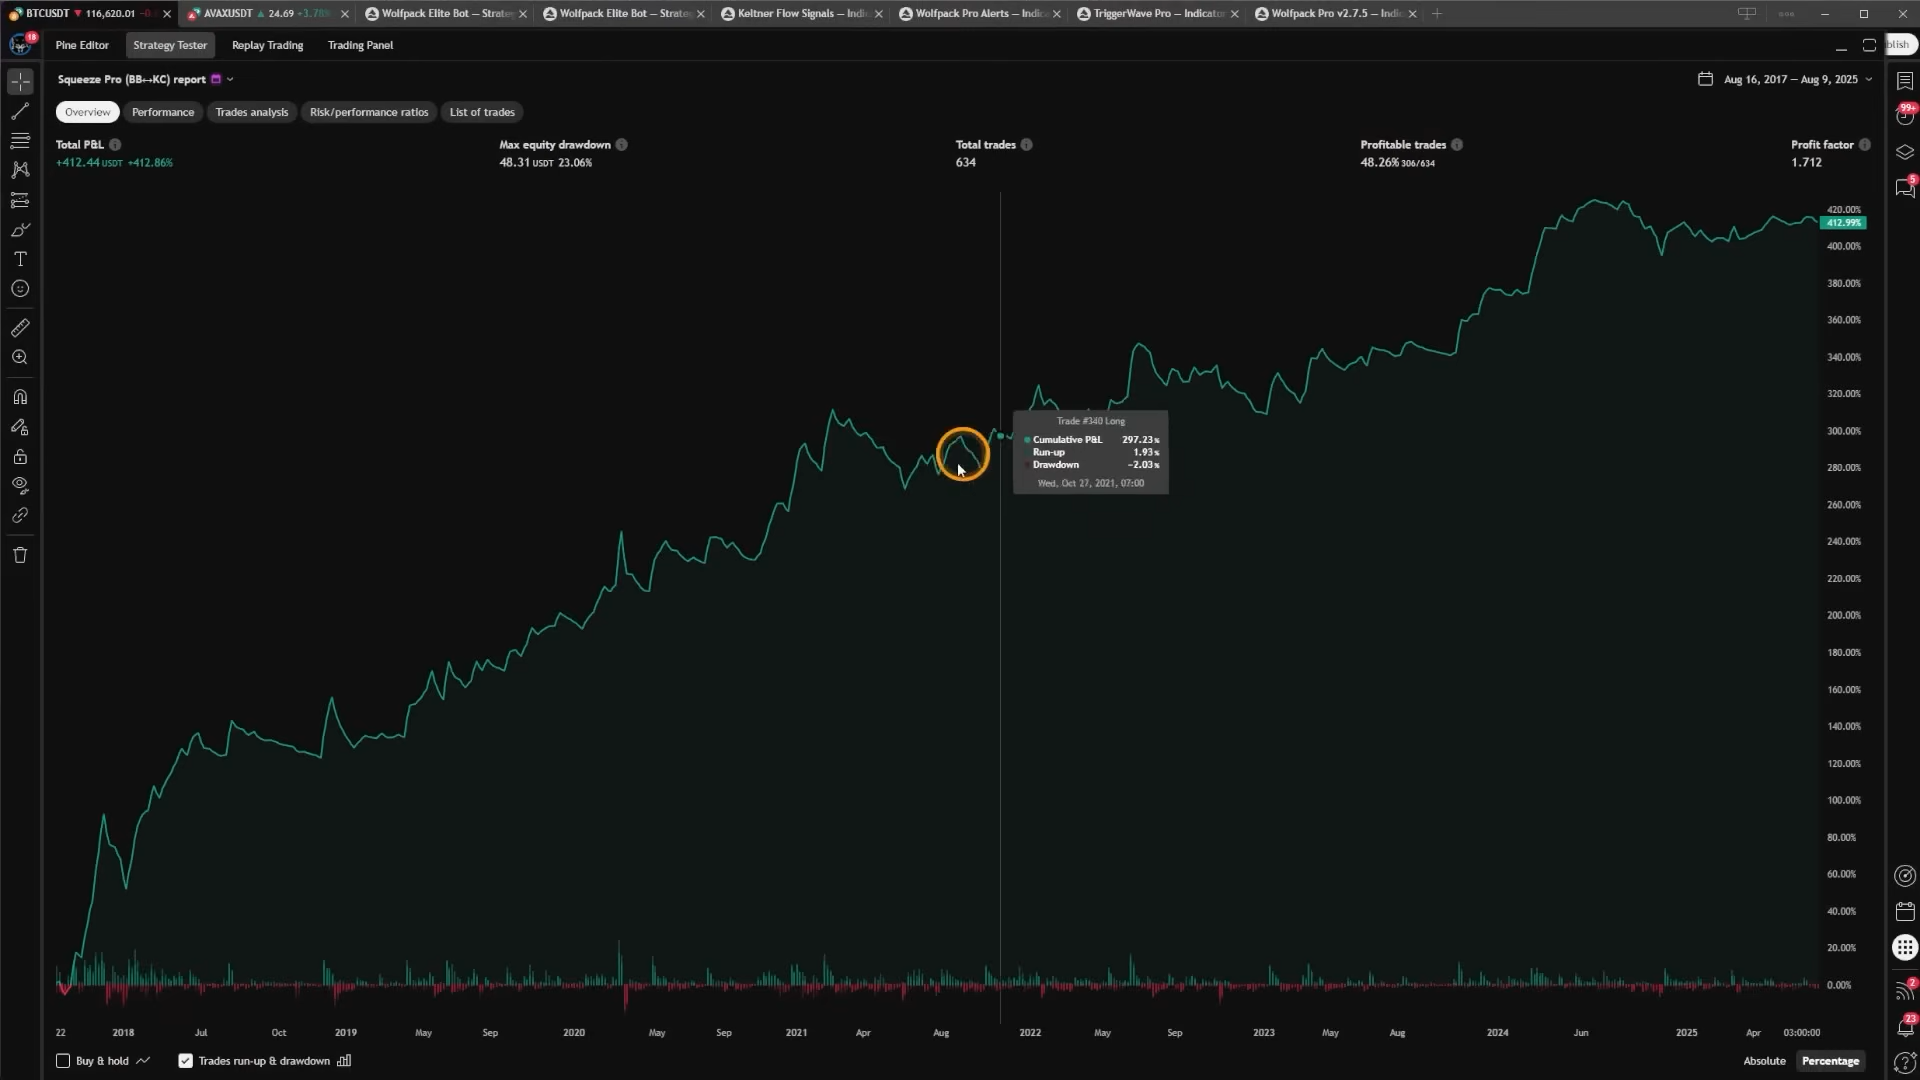 BTCUSDT ▼ 116,620.01
AVAXUSDT ▲ 24.69 +3.78%
Wolfpack Elite Bot — Strate
Wolfpack Elite Bot — Strate
Keltner Flow Signals — Indi
Wolfpack Pro Alerts — Indic
TriggerWave Pro — Indicator
Wolfpack Pro v2.7.5 — Indi
18
Pine Editor
Strategy Tester
Replay Trading
Trading Panel
blish
Squeeze Pro (BB↔KC) report
Aug 16, 2017 — Aug 9, 2025
Overview
Performance
Trades analysis
Risk/performance ratios
List of trades
99+
Total P&L
+412.44 USDT +412.86%
Max equity drawdown
48.31 USDT 23.06%
Total trades
634
Profitable trades
48.26% 306/634
Profit factor
1.712
5
420.00%
412.99%
400.00%
380.00%
360.00%
340.00%
320.00%
300.00%
280.00%
260.00%
240.00%
220.00%
200.00%
180.00%
160.00%
140.00%
120.00%
100.00%
80.00%
60.00%
40.00%
20.00%
0.00%
Trade #340 Long
Cumulative P&L 297.23%
Run-up 1.93%
Drawdown −2.03%
Wed, Oct 27, 2021, 07:00
2
23
22 2018 Jul Oct 2019 May Sep 2020 May Sep 2021 Apr Aug 2022 May Sep 2023 May Aug 2024 Jun 2025 Apr 03:00:00
Buy & hold
Trades run-up & drawdown
Absolute
Percentage